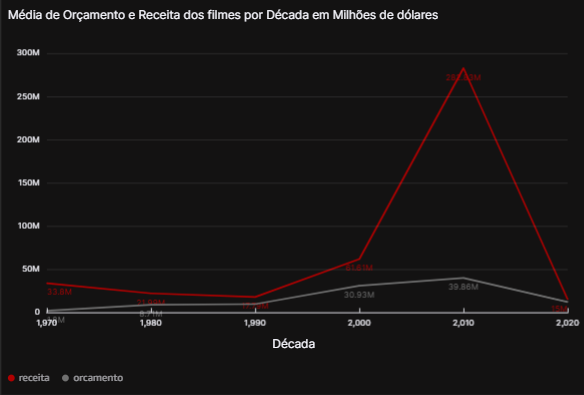 Média de Orçamento e Receita dos filmes por Década em Milhões de dólares
300M
250M
200M
150M
100M
50M
0
33.8M
30.93M
39.86M
1,970
1,980
1,990
2,000
2,010
2,020
Década
receita
orcamento